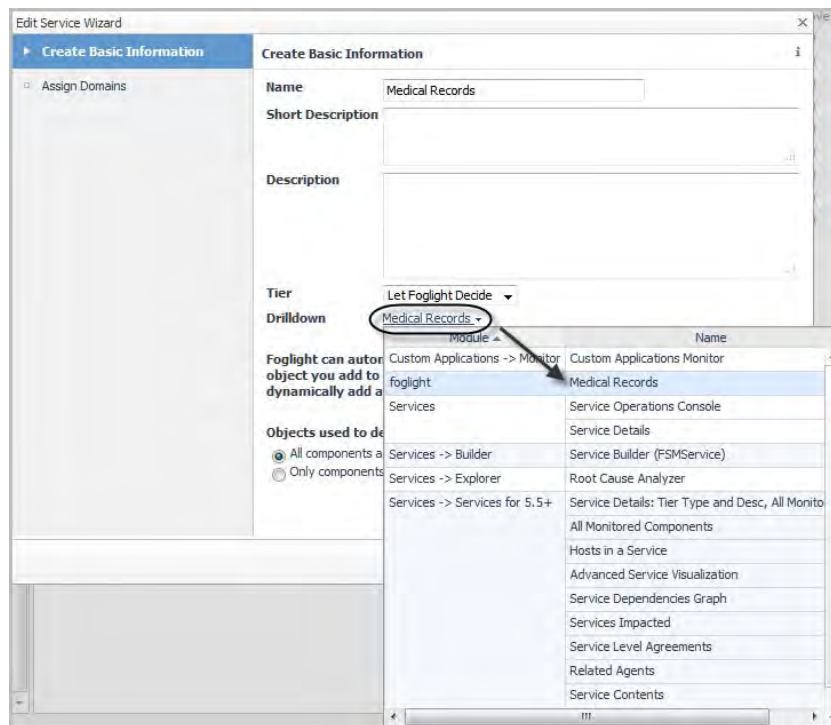 Edit Service Wizard
Create Basic Information
Assign Domains
Create Basic Information
Name
Medical Records
Short Description
Description
Tier
Let Foglight Decide
Drilldown
Medical Records
Foglight can autom
object you add to
dynamically add a
Objects used to de
All components a
Only components
Module Name
Custom Applications -> Monitor Custom Applications Monitor
foglight Medical Records
Services Service Operations Console
Service Details
Services -> Builder Service Builder (FSMService)
Services -> Explorer Root Cause Analyzer
Services -> Services for 5.5+ Service Details: Tier Type and Desc, All Monito
All Monitored Components
Hosts in a Service
Advanced Service Visualization
Service Dependencies Graph
Services Impacted
Service Level Agreements
Related Agents
Service Contents